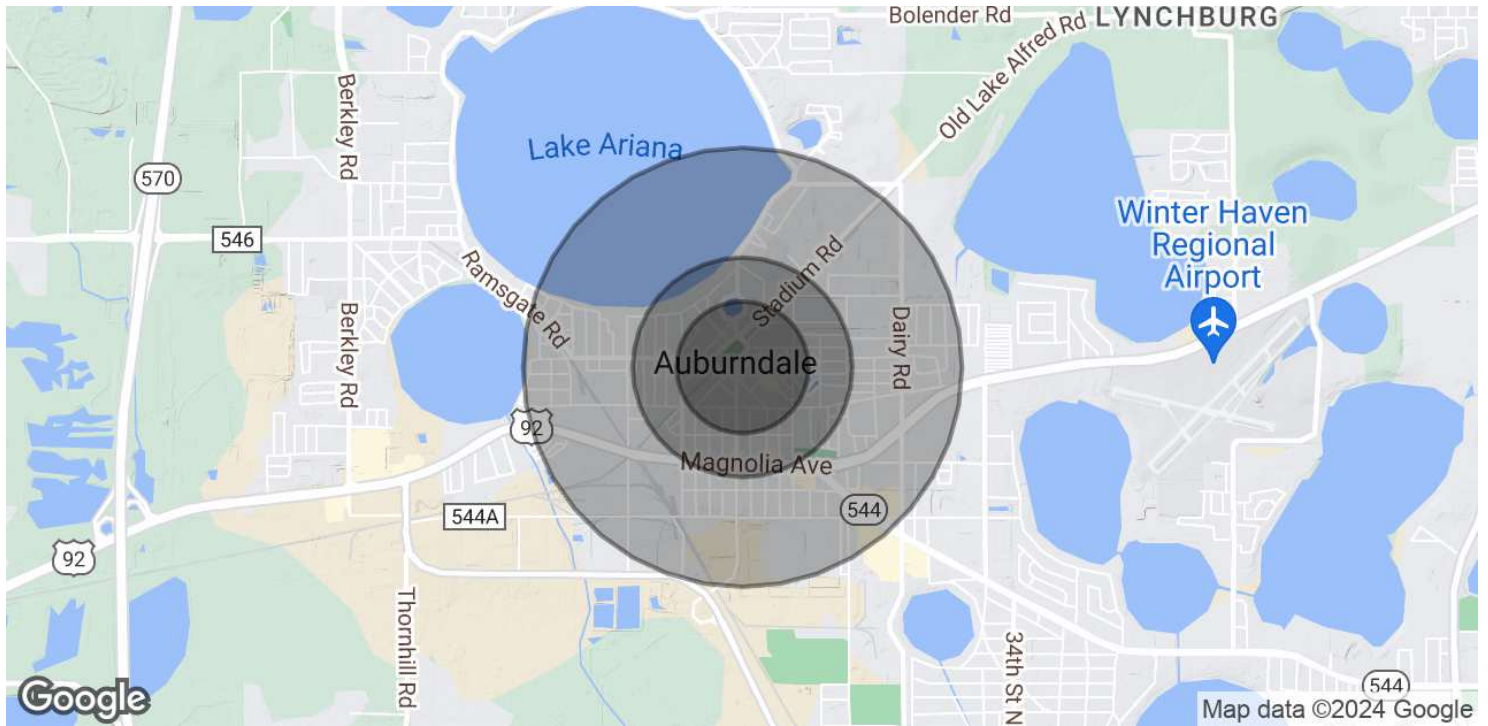 Bolender Rd
LYNCHBURG
Old Lake Alfred Rd
Berkley Rd
Lake Ariana
570
Winter Haven
Regional
Airport
546
Ramsgate Rd
Stadium Rd
Berkley Rd
Dairy Rd
Auburndale
92
Magnolia Ave
544A
544
92
Thornhill Rd
34th St N
544
Google
Map data ©2024 Google